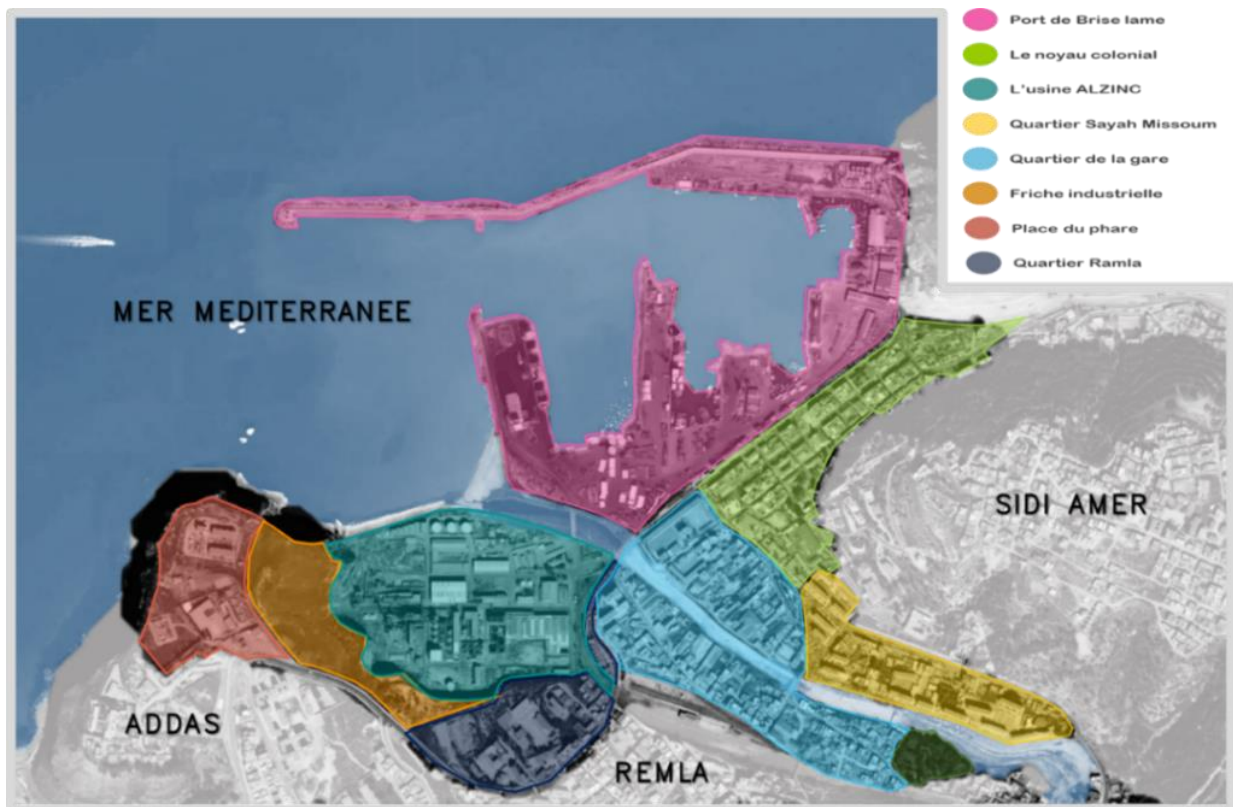 Port de Brise lame
Le noyau colonial
L'usine ALZINC
Quartier Sayah Missoum
Quartier de la gare
Friche industrielle
Place du phare
Quartier Ramla
MER MEDITERRANEE
SIDI AMER
ADDAS
REMLA